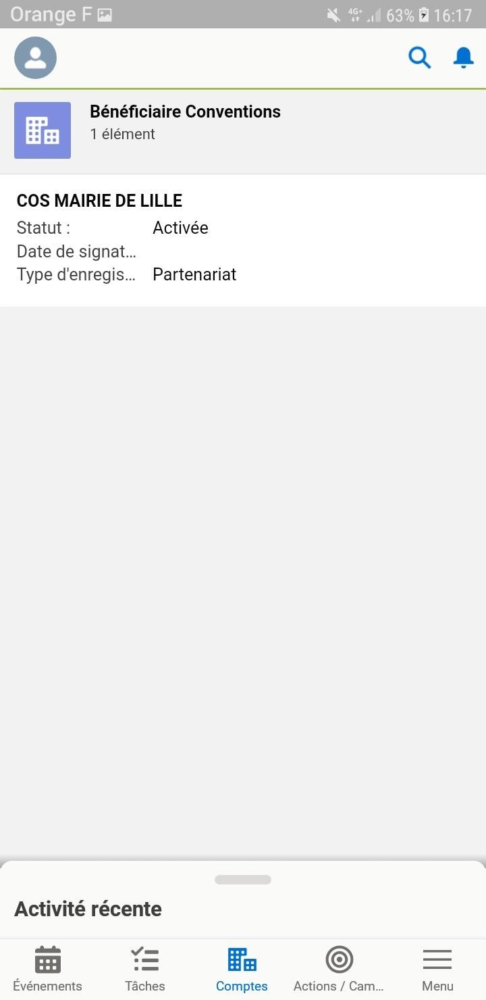 Orange F 4G+ 63% 16:17
Bénéficiaire Conventions
1 élément
COS MAIRIE DE LILLE
Statut : Activée
Date de signat...
Type d'enregis... Partenariat
Activité récente
Événements Tâches Comptes Actions / Cam... Menu